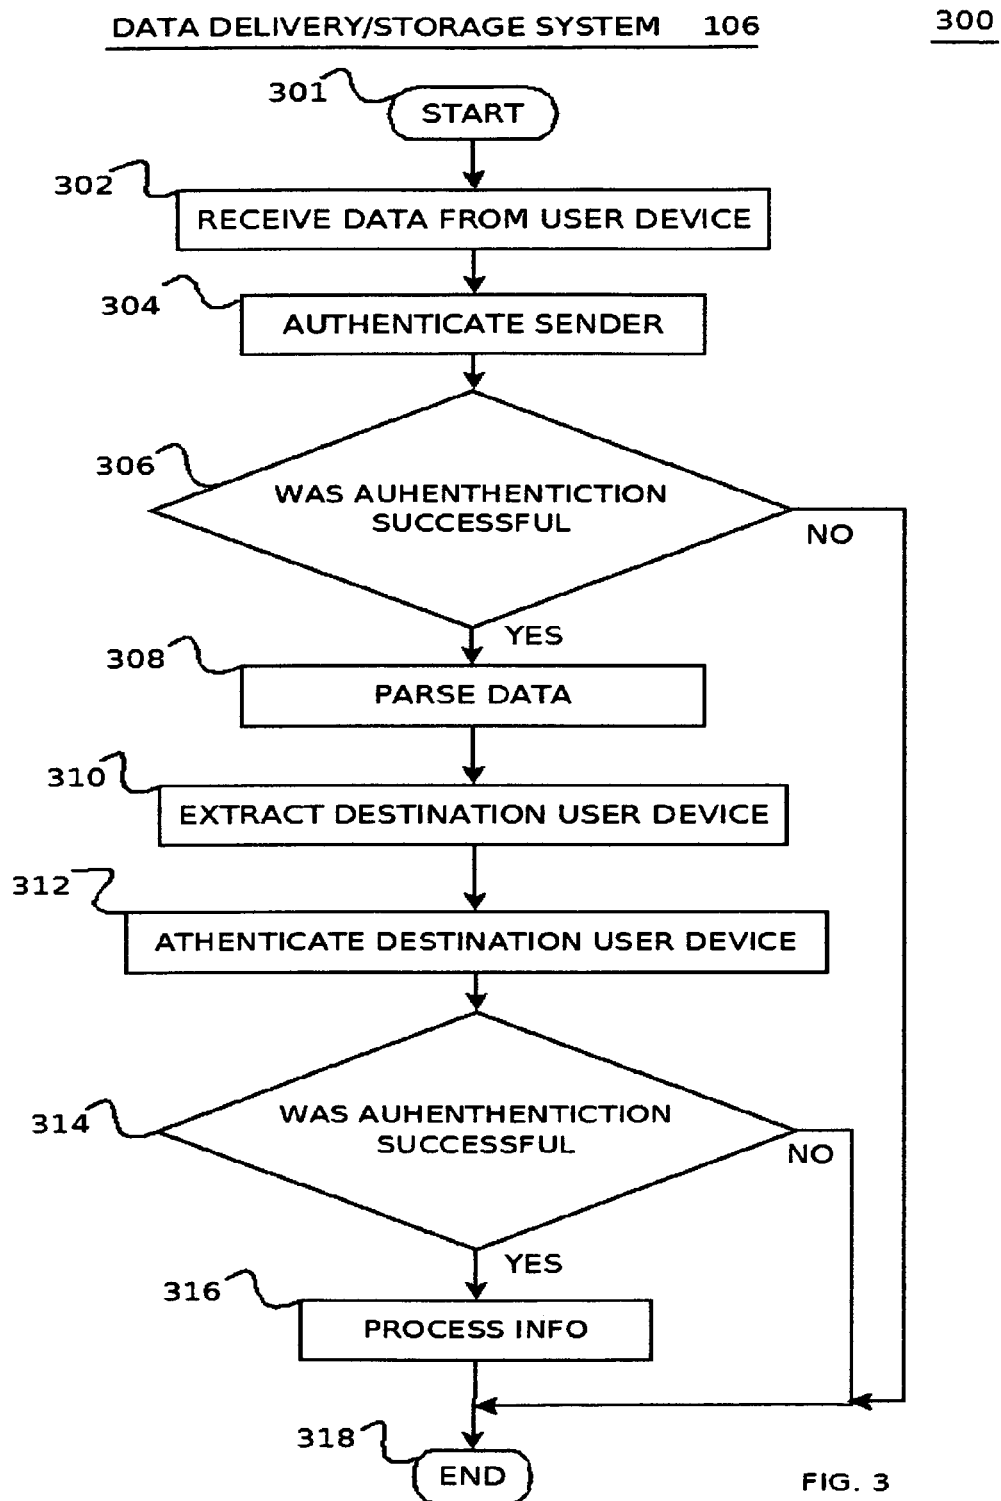 DATA DELIVERY/STORAGE SYSTEM 106
300
301
START
302
RECEIVE DATA FROM USER DEVICE
304
AUTHENTICATE SENDER
306
WAS AUHENTHENTICTION
SUCCESSFUL
NO
YES
308
PARSE DATA
310
EXTRACT DESTINATION USER DEVICE
312
ATHENTICATE DESTINATION USER DEVICE
314
WAS AUHENTHENTICTION
SUCCESSFUL
NO
YES
316
PROCESS INFO
318
END
FIG. 3